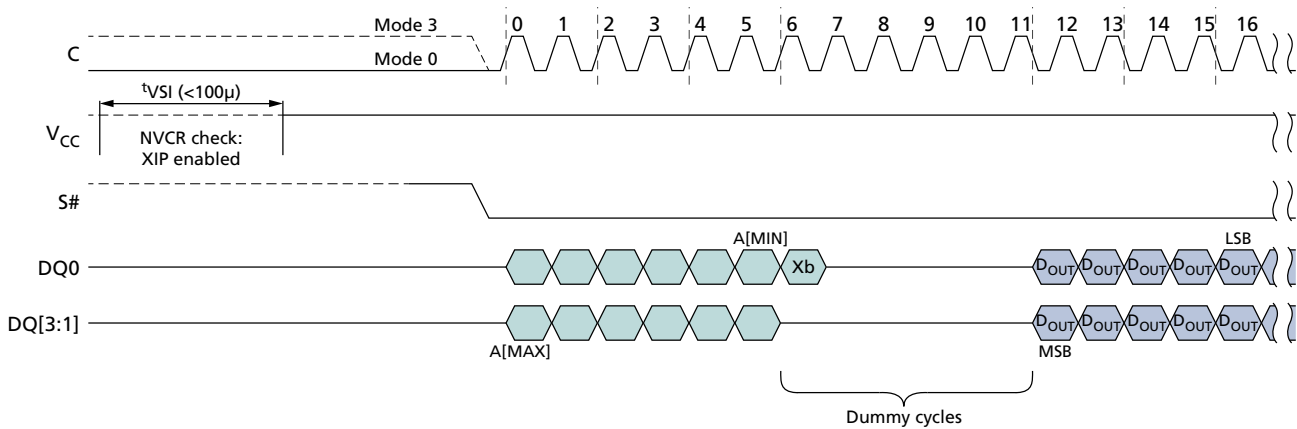 Mode 3
0 1 2 3 4 5 6 7 8 9 10 11 12 13 14 15 16
C
Mode 0
tVSI (<100μ)
VCC
NVCR check:
XIP enabled
S#
A[MIN]
LSB
DQ0
Xb
DOUT DOUT DOUT DOUT DOUT
DQ[3:1]
DOUT DOUT DOUT DOUT DOUT
A[MAX]
MSB
Dummy cycles